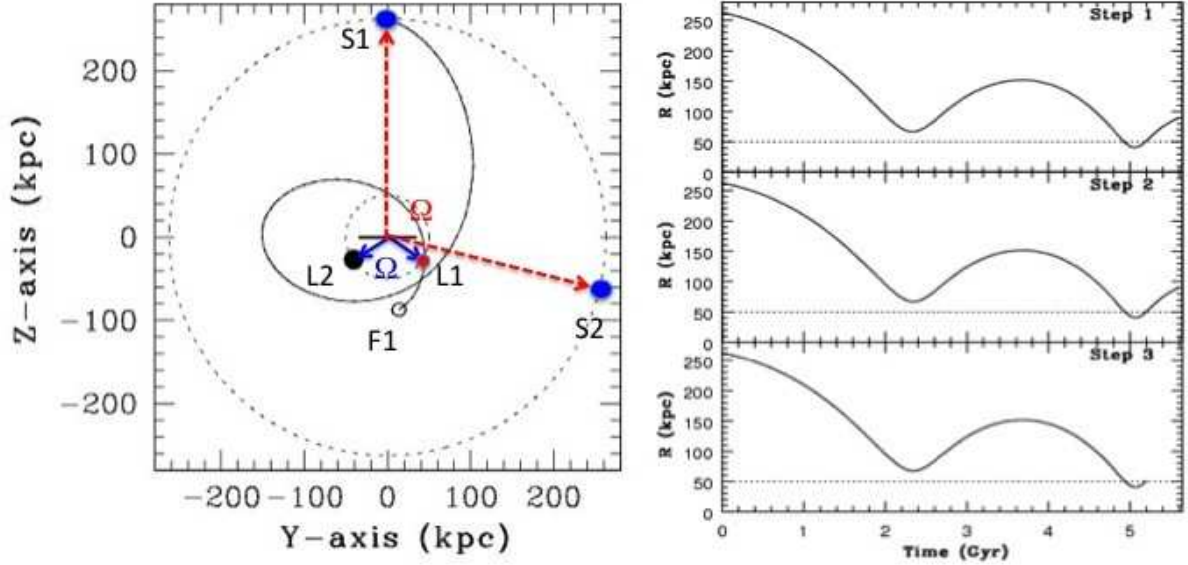 Z-axis (kpc)
200
100
0
-100
-200
S1
Ω
L2
Ω
L1
F1
S2
-200 -100 0 100 200
Y-axis (kpc)
R (kpc)
250
200
150
100
50
0
Step 1
R (kpc)
250
200
150
100
50
0
Step 2
R (kpc)
250
200
150
100
50
0
Step 3
0 1 2 3 4 5
Time (Gyr)